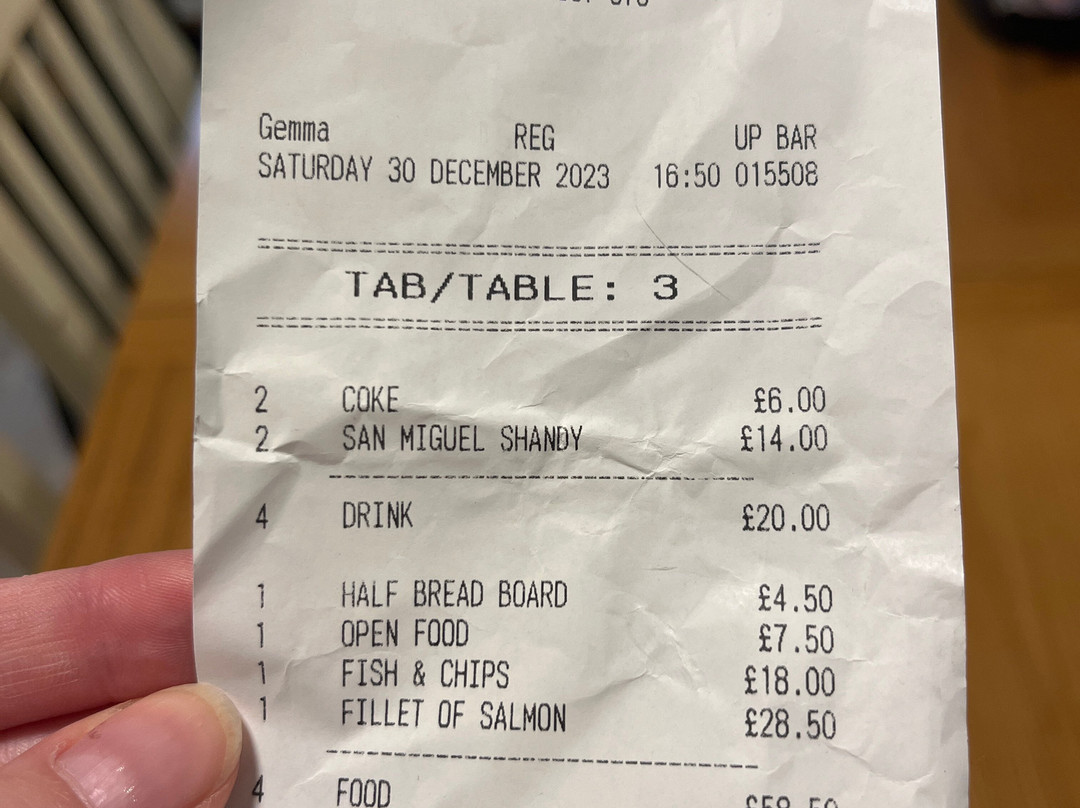 Gemma REG UP BAR
SATURDAY 30 DECEMBER 2023 16:50 015508
TAB/TABLE: 3
2 COKE £6.00
2 SAN MIGUEL SHANDY £14.00
4 DRINK £20.00
1 HALF BREAD BOARD £4.50
1 OPEN FOOD £7.50
1 FISH & CHIPS £18.00
1 FILLET OF SALMON £28.50
4 FOOD £58.50